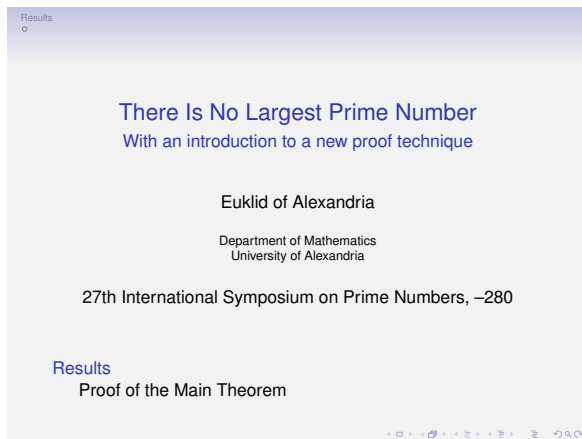 Results
There Is No Largest Prime Number
With an introduction to a new proof technique
Euklid of Alexandria
Department of Mathematics
University of Alexandria
27th International Symposium on Prime Numbers, –280
Results
Proof of the Main Theorem